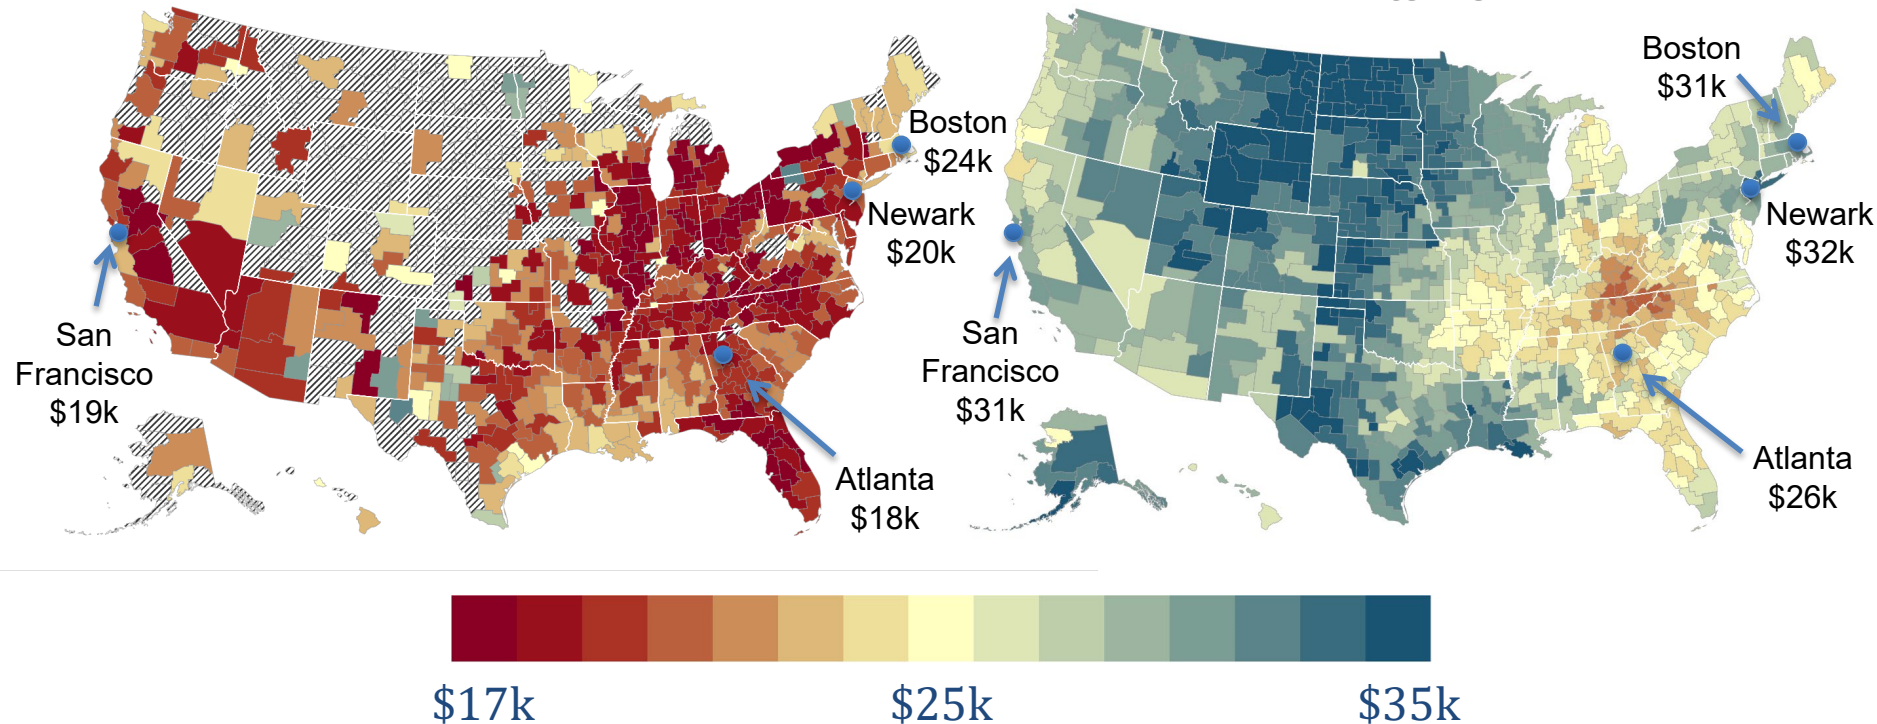 Boston
$24k
Newark
$20k
San
Francisco
$19k
Atlanta
$18k
Boston
$31k
Newark
$32k
San
Francisco
$31k
Atlanta
$26k
$17k
$25k
$35k